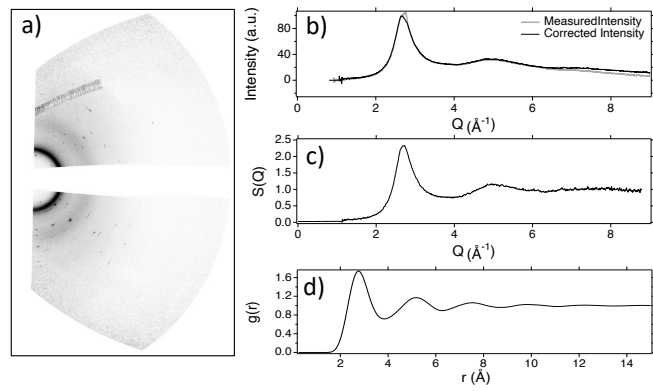 a)
b)
MeasuredIntensity
Corrected Intensity
Intensity (a.u.)
100
80
40
0
0 2 4 6 8
Q (Å⁻¹)
c)
S(Q)
2.5
2.0
1.5
1.0
0.5
0.0
0 2 4 6 8
Q (Å⁻¹)
d)
g(r)
1.6
1.2
0.8
0.4
0.0
2 4 6 8 10 12 14
r (Å)